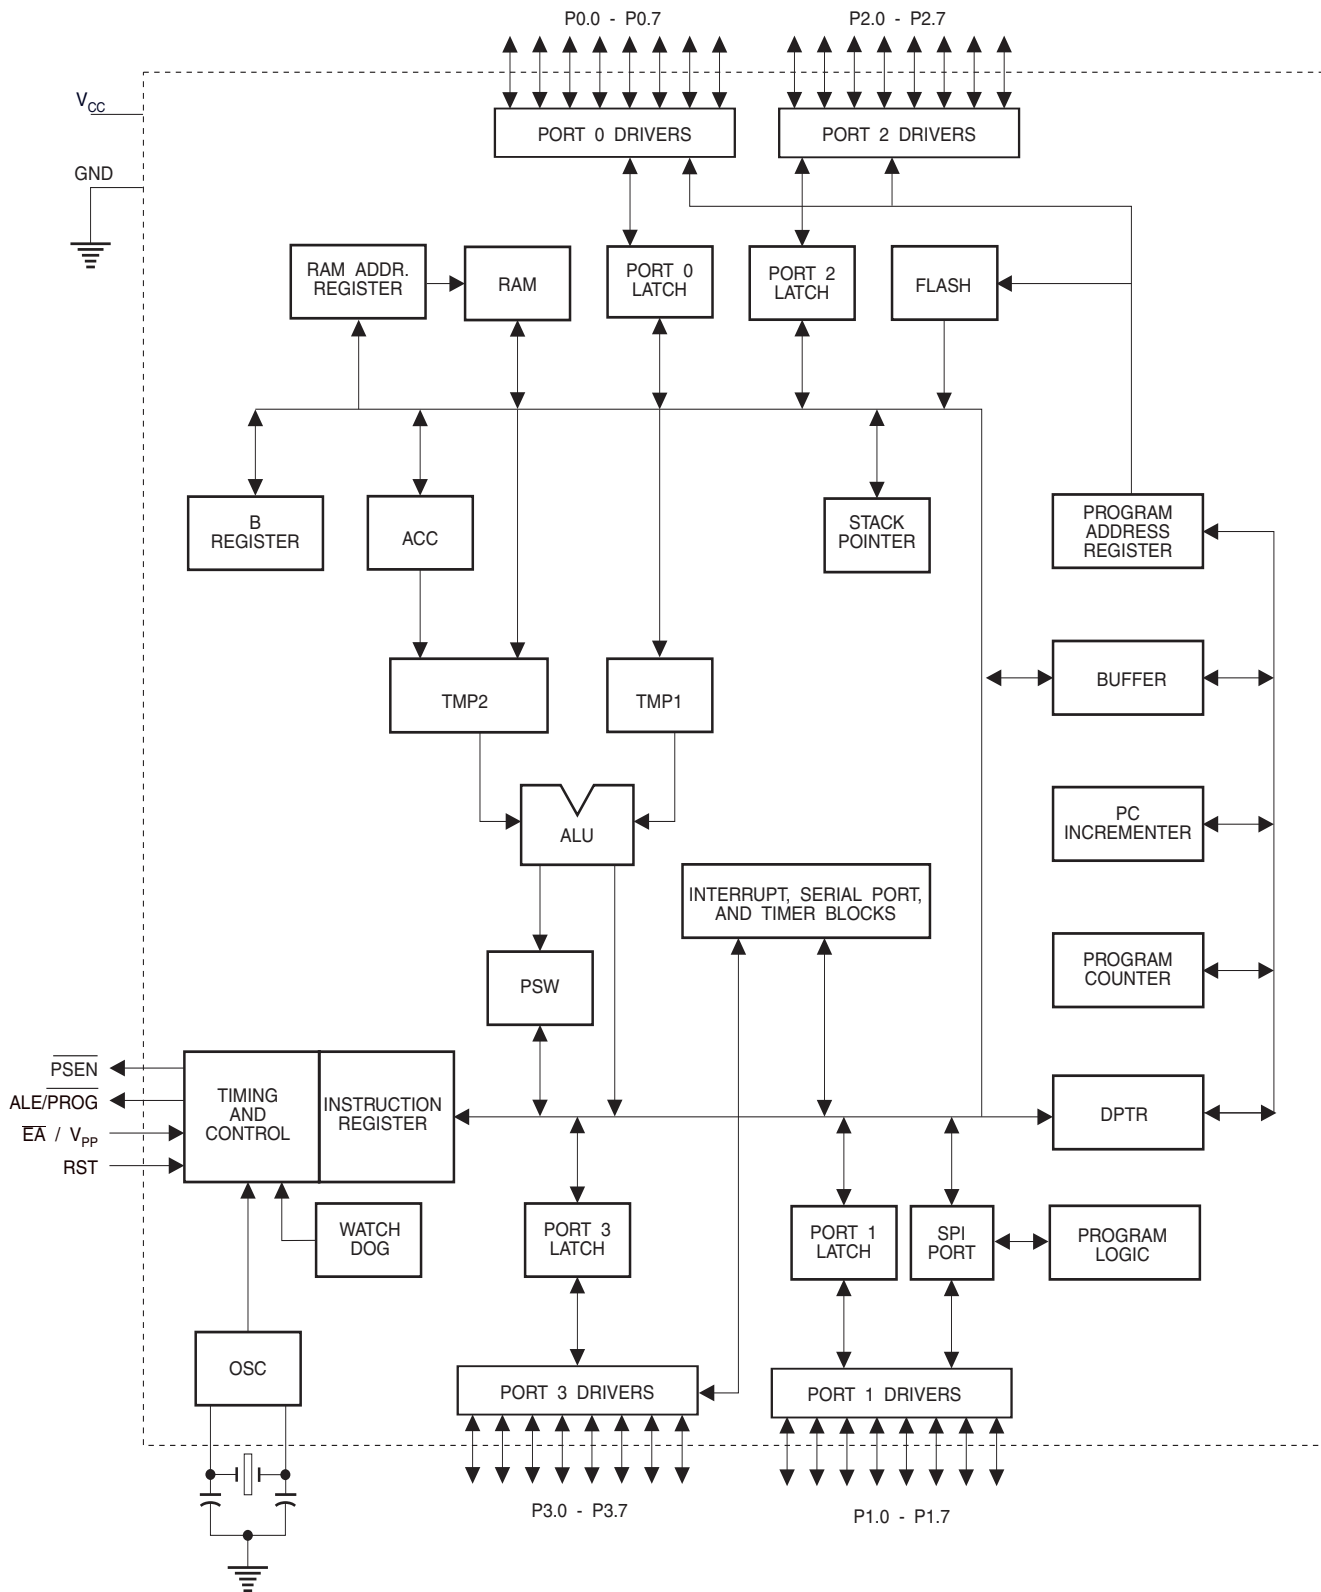 P0.0 - P0.7
P2.0 - P2.7
VCC
PORT 0 DRIVERS
PORT 2 DRIVERS
GND
RAM ADDR.
REGISTER
RAM
PORT 0
LATCH
PORT 2
LATCH
FLASH
B
REGISTER
ACC
STACK
POINTER
PROGRAM
ADDRESS
REGISTER
TMP2
TMP1
BUFFER
ALU
PC
INCREMENTER
INTERRUPT, SERIAL PORT,
AND TIMER BLOCKS
PSW
PROGRAM
COUNTER
PSEN
ALE/PROG
EA / VPP
RST
TIMING
AND
CONTROL
INSTRUCTION
REGISTER
DPTR
WATCH
DOG
PORT 3
LATCH
PORT 1
LATCH
SPI
PORT
PROGRAM
LOGIC
OSC
PORT 3 DRIVERS
PORT 1 DRIVERS
P3.0 - P3.7
P1.0 - P1.7